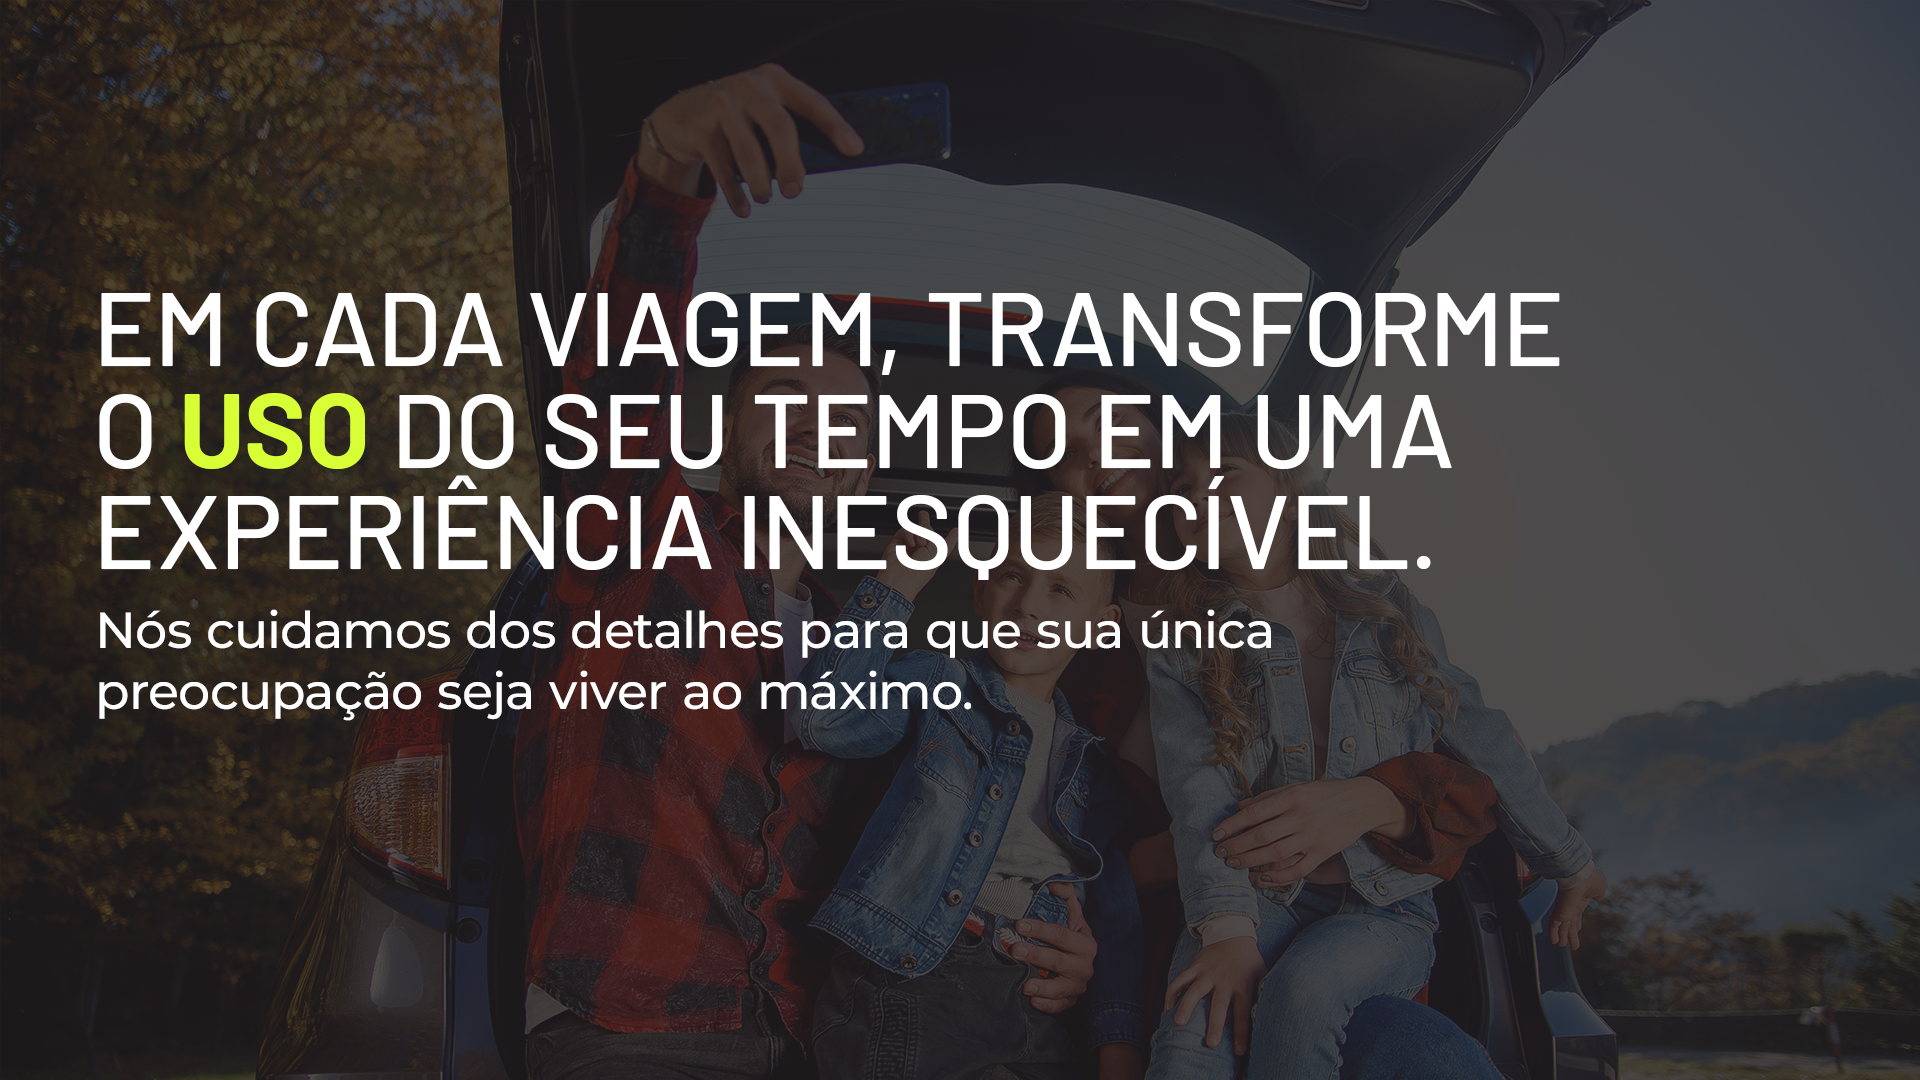 EM CADA VIAGEM, TRANSFORME
O USO DO SEU TEMPO EM UMA
EXPERIÊNCIA INESQUECÍVEL.
Nós cuidamos dos detalhes para que sua única
preocupação seja viver ao máximo.